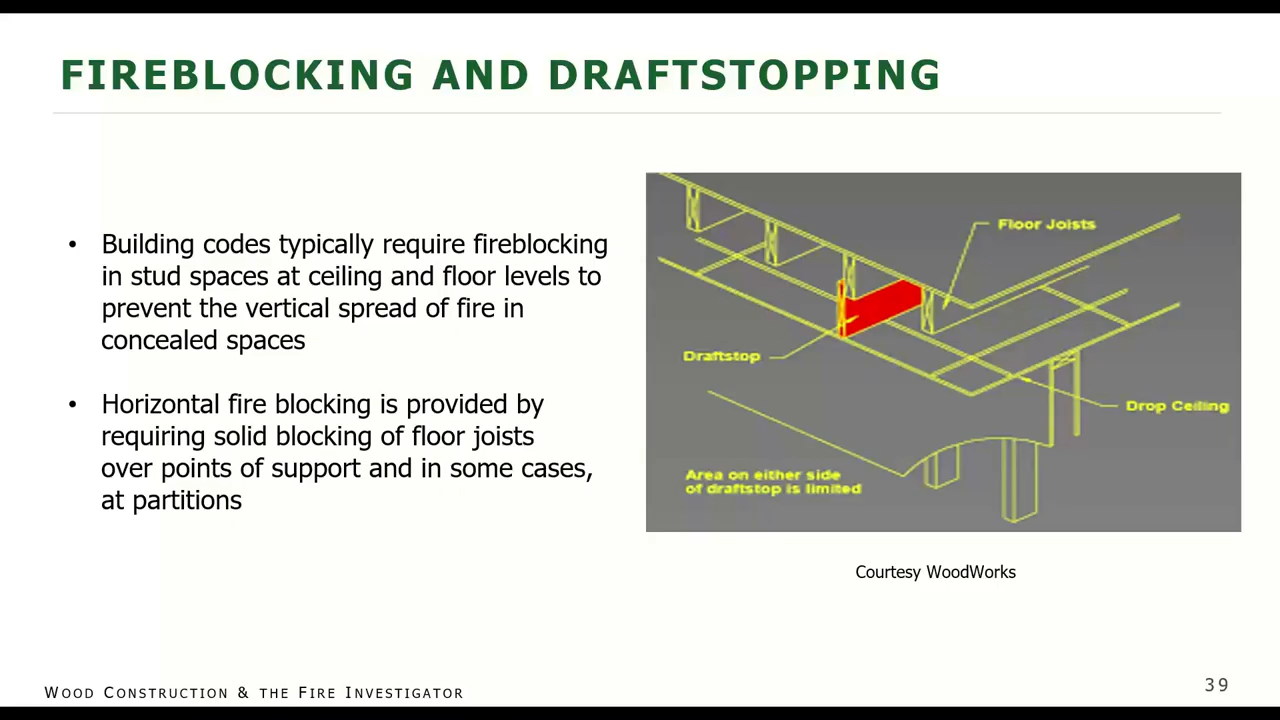 FIREBLOCKING AND DRAFTSTOPPING
• Building codes typically require fireblocking
in stud spaces at ceiling and floor levels to
prevent the vertical spread of fire in
concealed spaces
• Horizontal fire blocking is provided by
requiring solid blocking of floor joists
over points of support and in some cases,
at partitions
Floor Joists
Draftstop
Drop Ceiling
Area on either side
of draftstop is limited
Courtesy WoodWorks
WOOD CONSTRUCTION & THE FIRE INVESTIGATOR
39